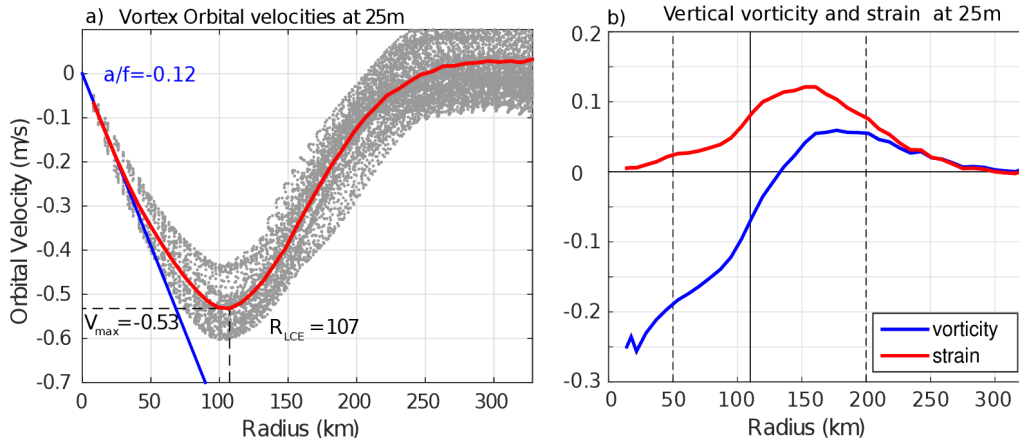 a) Vortex Orbital velocities at 25m
a/f=-0.12
0
-0.1
-0.2
-0.3
-0.4
-0.5
-0.6
-0.7
Orbital Velocity (m/s)
Vmax=-0.53
RLCE =107
0 50 100 150 200 250 300
Radius (km)
b) Vertical vorticity and strain at 25m
0.2
0.1
0
-0.1
-0.2
-0.3
vorticity
strain
0 50 100 150 200 250 300
Radius (km)